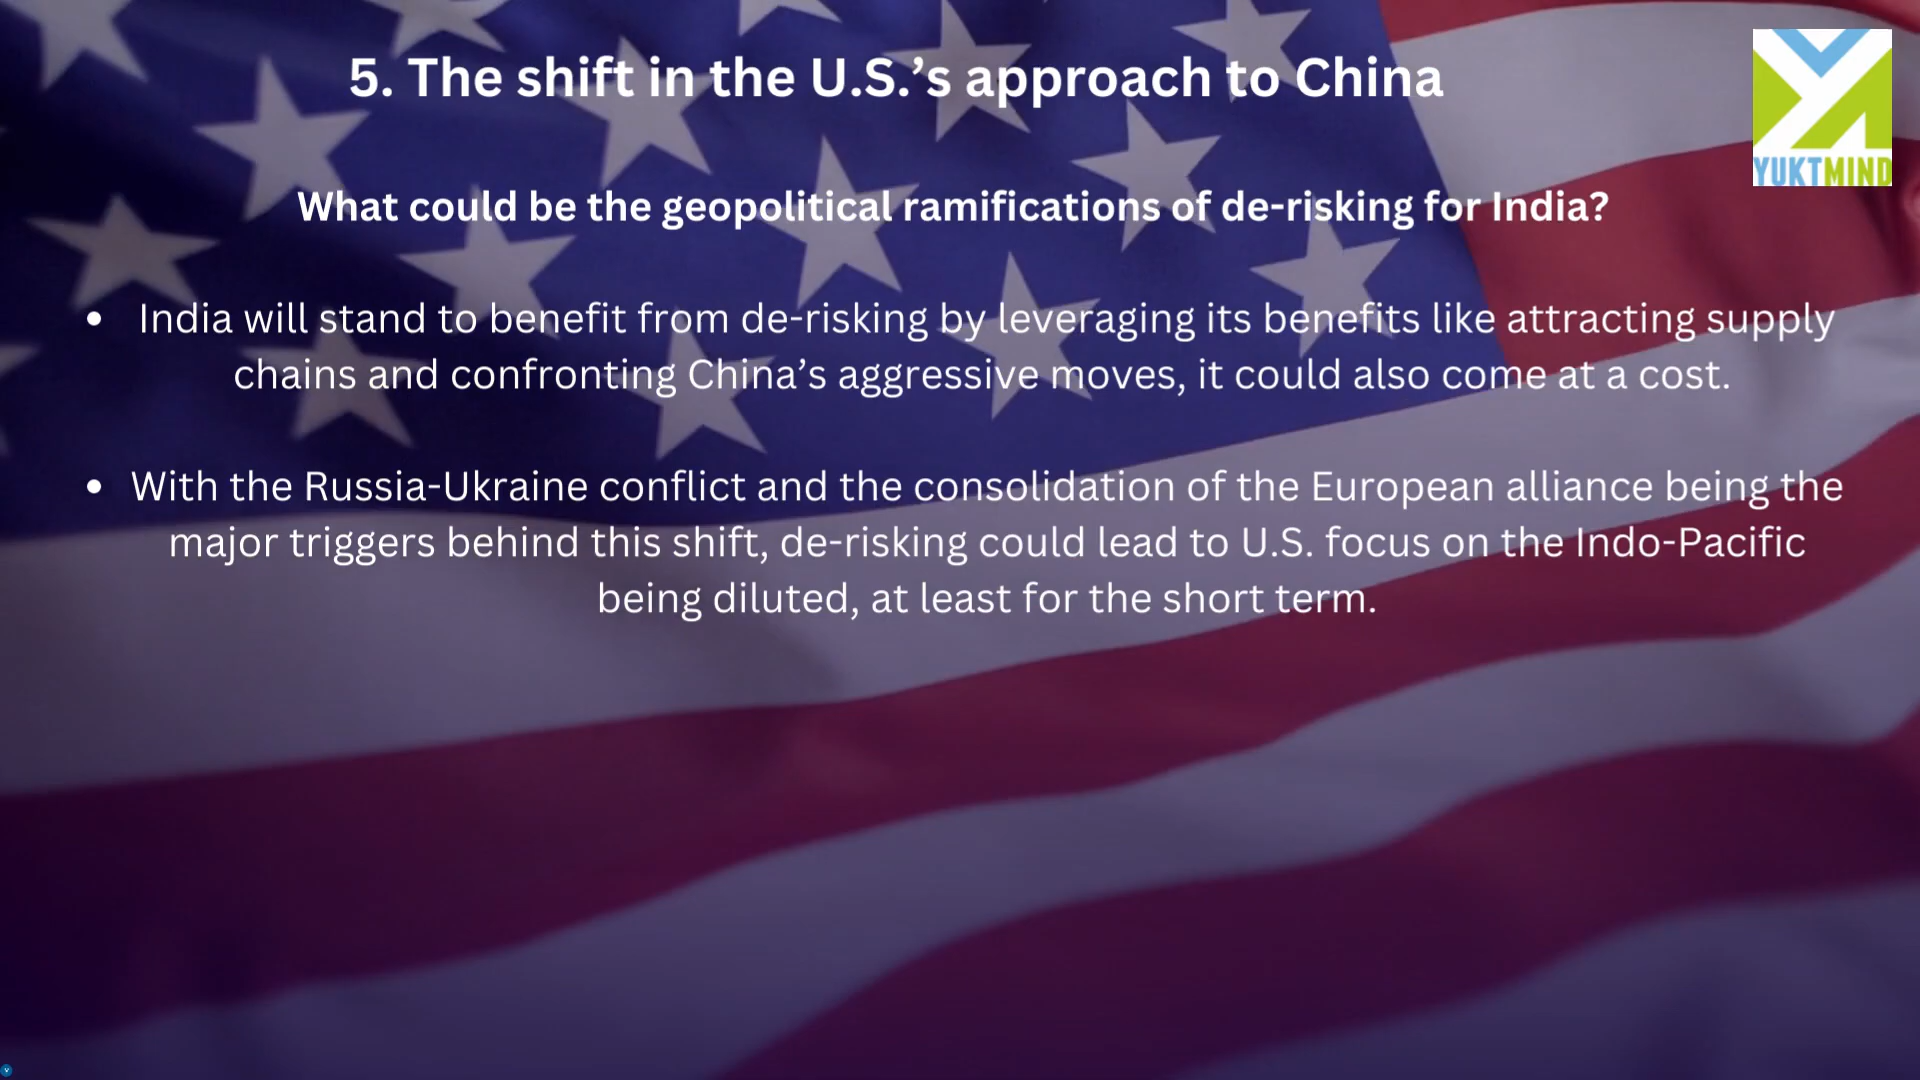 5. The shift in the U.S.’s approach to China
YUKTMIND
What could be the geopolitical ramifications of de-risking for India?
• India will stand to benefit from de-risking by leveraging its benefits like attracting supply
chains and confronting China’s aggressive moves, it could also come at a cost.
• With the Russia-Ukraine conflict and the consolidation of the European alliance being the
major triggers behind this shift, de-risking could lead to U.S. focus on the Indo-Pacific
being diluted, at least for the short term.